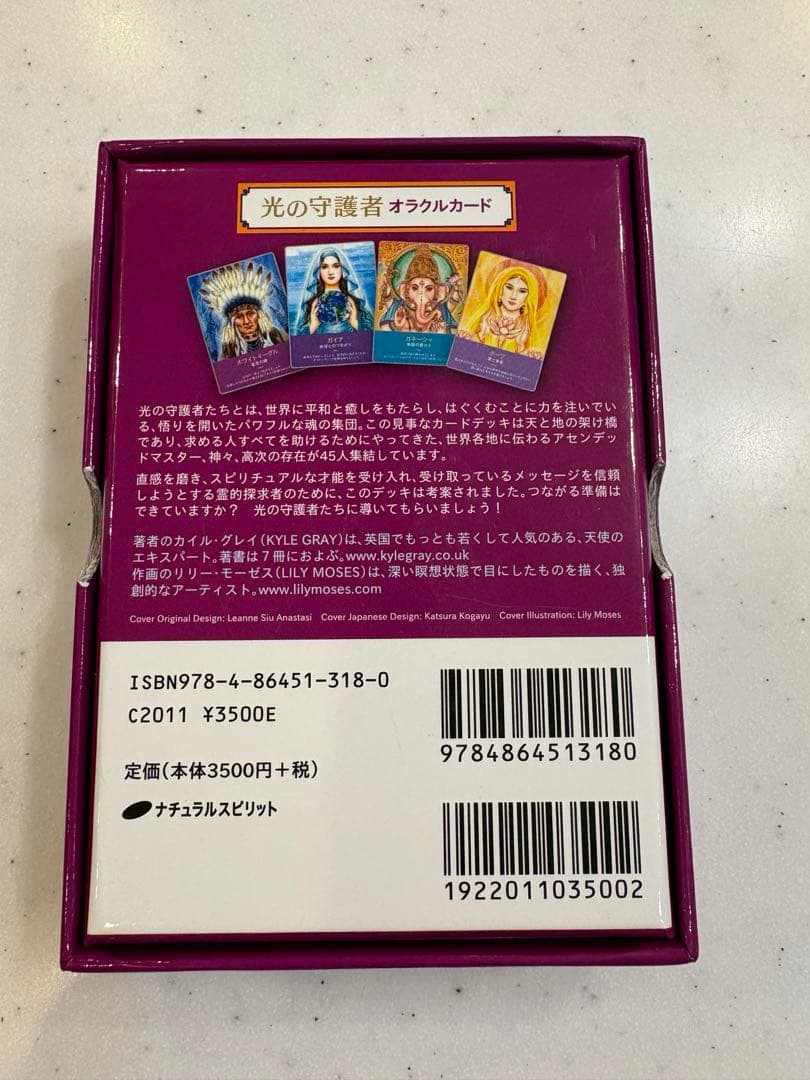 光の守護者 オラクルカード
ホワイトイーグル
ガイア
地球とのつながり
ガネーシャ
クーツ
光の守護者たちとは、世界に平和と癒しをもたらし、はぐくむことに力を注いでい
る、悟りを開いたパワフルな魂の集団。この見事なカードデッキは天と地の架け橋
であり、求める人すべてを助けるためにやってきた、世界各地に伝わるアセンデッ
ドマスター、神々、高次の存在が45人集結しています。
直感を磨き、スピリチュアルな才能を受け入れ、受け取っているメッセージを信頼
しようとする霊的探求者のために、このデッキは考案されました。つながる準備は
できていますか？　光の守護者たちに導いてもらいましょう！
著者のカイル・グレイ(KYLE GRAY)は、英国でもっとも若くして人気のある、天使の
エキスパート。著書は7冊におよぶ。www.kylegray.co.uk
作画のリリー・モーゼス(LILY MOSES)は、深い瞑想状態で目にしたものを描く、独
創的なアーティスト。www.lilymoses.com
Cover Original Design: Leanne Siu Anastasi Cover Japanese Design: Katsura Kogayu Cover Illustration: Lily Moses
ISBN978-4-86451-318-0
C2011 ¥3500E
9784864513180
定価(本体3500円＋税)
ナチュラルスピリット
1922011035002